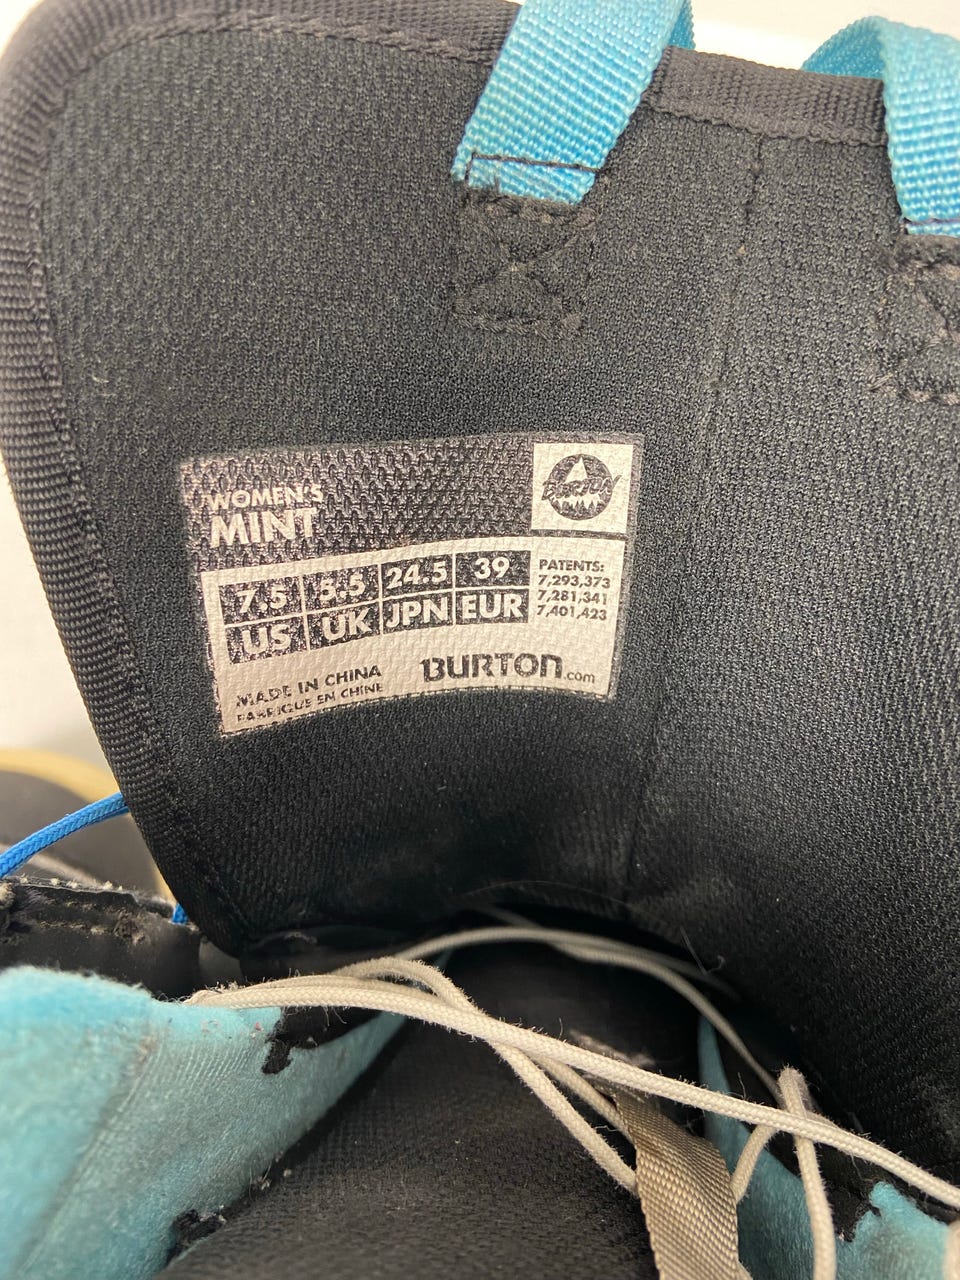 BURTON
WOMEN'S
MINT
7.5 5.5 24.5 39
US UK JPN EUR
PATENTS:
7,293,373
7,281,341
7,401,423
MADE IN CHINA
FABRIQUE EN CHINE
BURTON.com